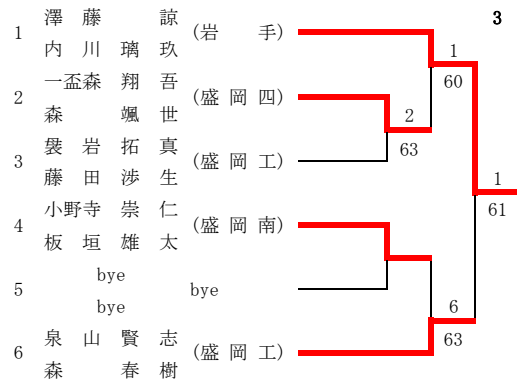 3
澤 藤 諒
1 (岩 手)
内 川 璃 玖
1
60
一盃森 翔 吾
2 (盛 岡 四)
森 颯 世
2
63
袰 岩 拓 真
3 (盛 岡 工)
藤 田 渉 生
1
61
小野寺 崇 仁
4 (盛 岡 南)
板 垣 雄 太
bye
5 bye
bye
6
63
泉 山 賢 志
6 (盛 岡 工)
森 春 樹